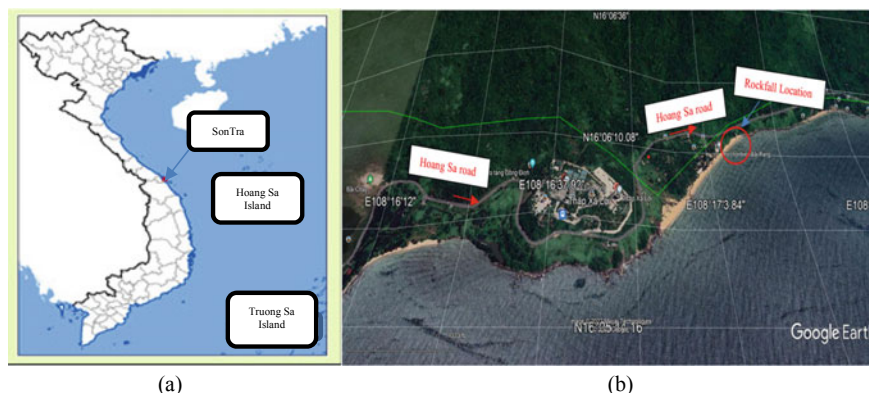 SonTra
Hoang Sa
Island
Truong Sa
Island
(a)
N16°06'36"
Rockfall Location
Hoang Sa road
N16°06'10.08"
Hoang Sa road
E108°16'12"
E108°16'37.92"
E108°17'3.84"
E108°
Google Earth
(b)